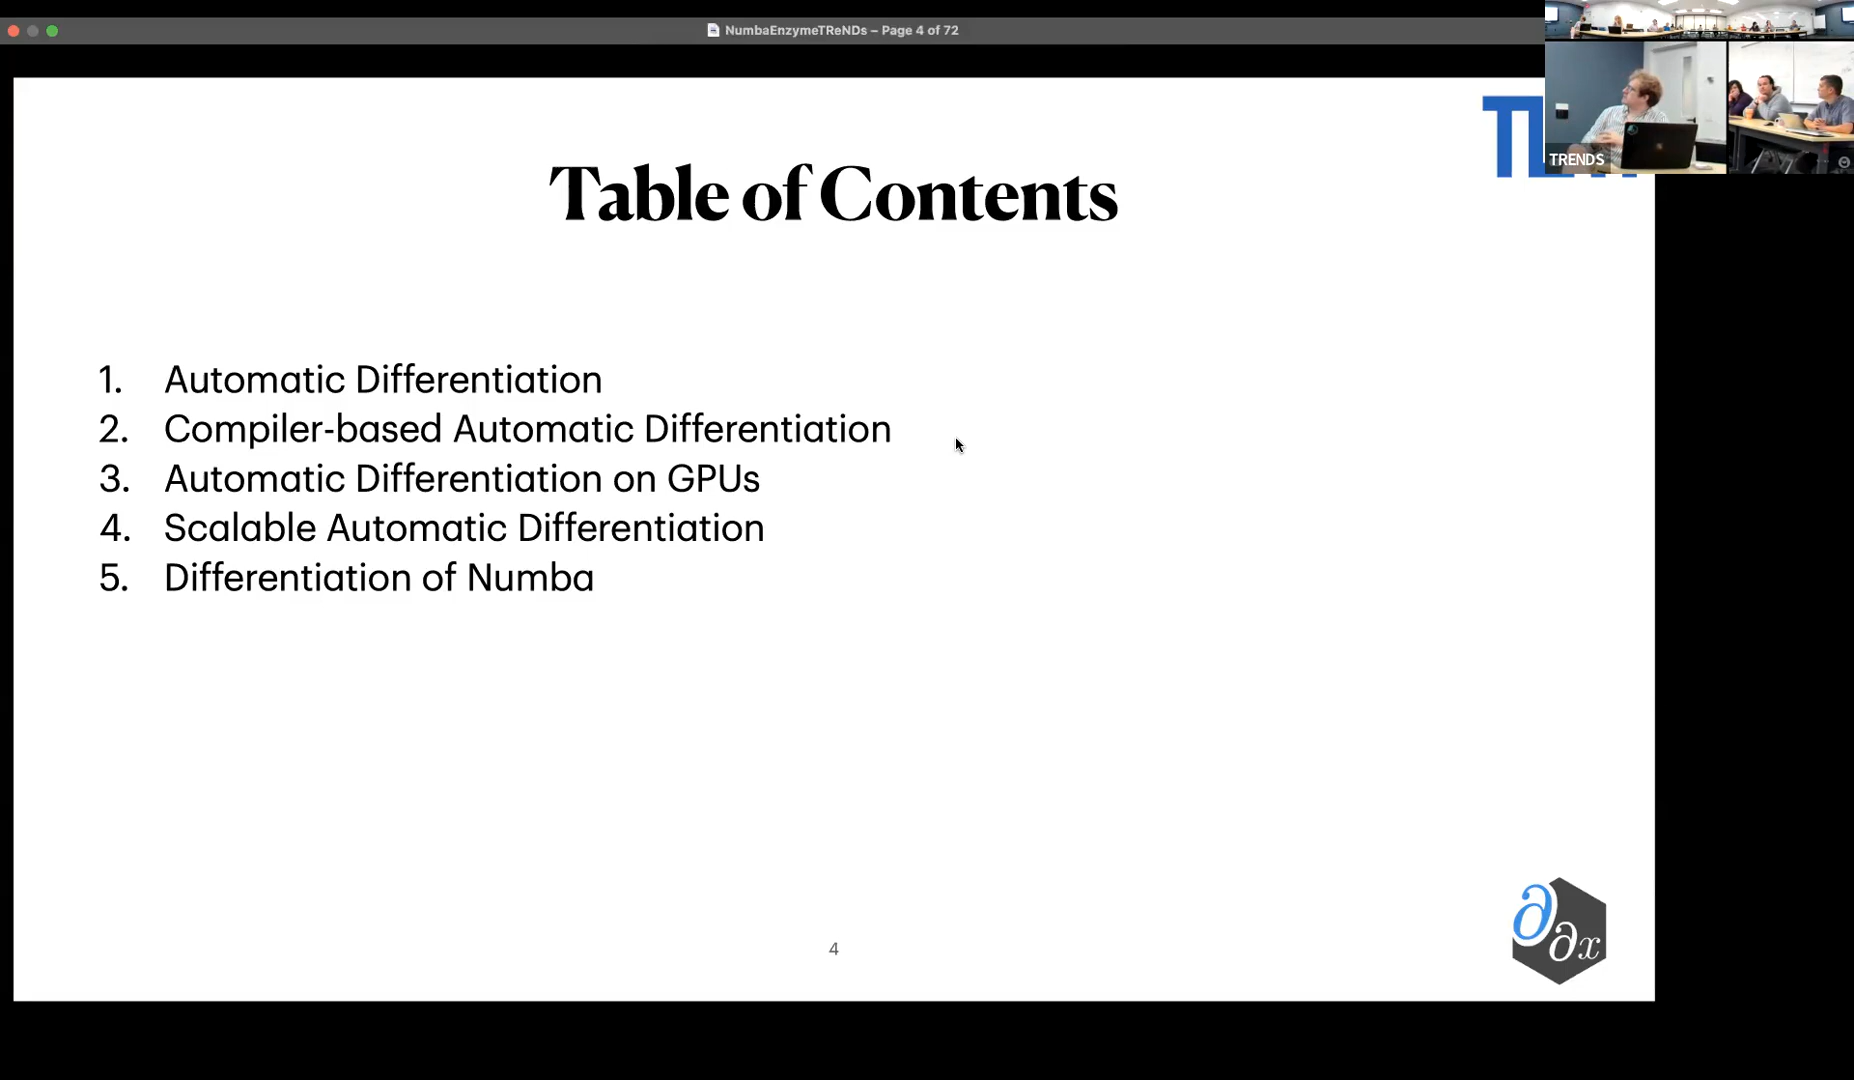 NumbaEnzymeTReNDs – Page 4 of 72
TRENDS
Table of Contents
1. Automatic Differentiation
2. Compiler-based Automatic Differentiation
3. Automatic Differentiation on GPUs
4. Scalable Automatic Differentiation
5. Differentiation of Numba
4
∂
∂x